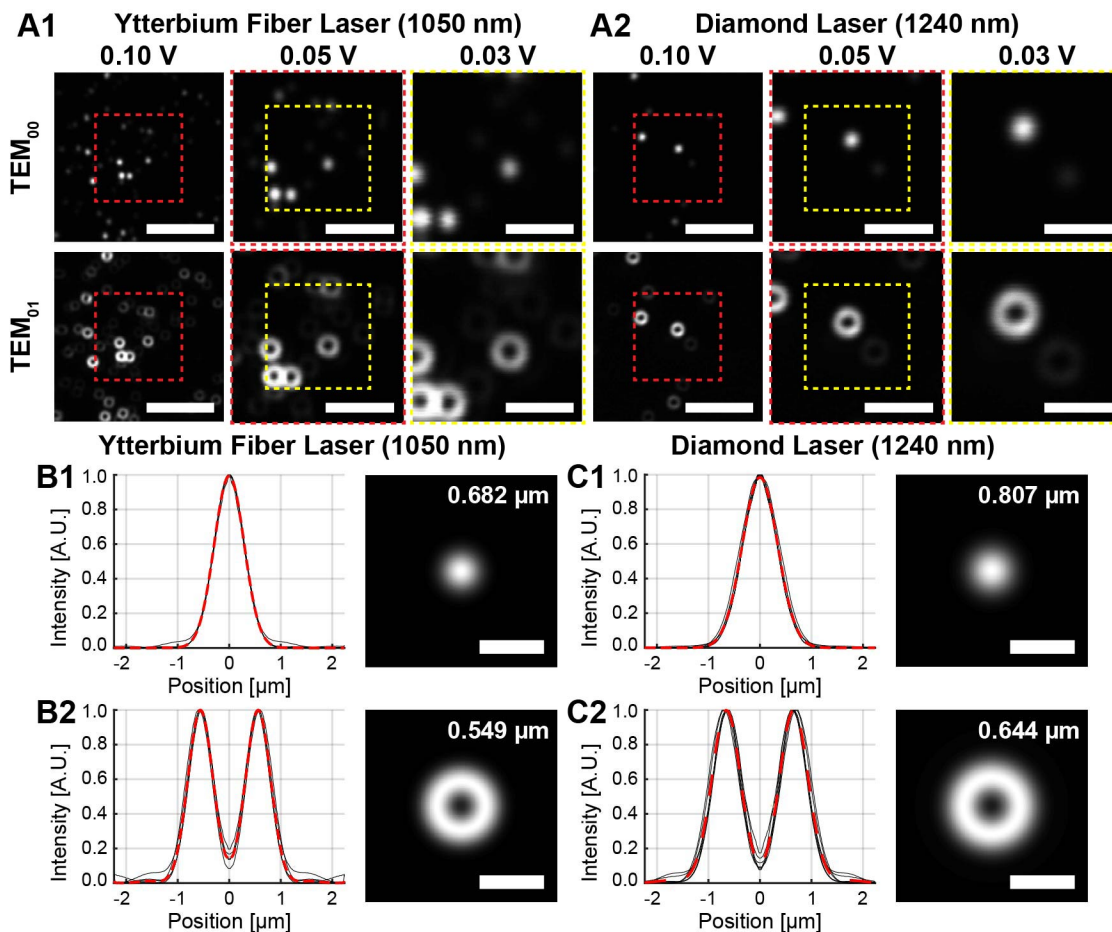 A1 Ytterbium Fiber Laser (1050 nm)
0.10 V 0.05 V 0.03 V
A2 Diamond Laser (1240 nm)
0.10 V 0.05 V 0.03 V
TEM00
TEM01
Ytterbium Fiber Laser (1050 nm)
Diamond Laser (1240 nm)
B1
Intensity [A.U.]
1.0
0.8
0.6
0.4
0.2
0.0
-2 -1 0 1 2
Position [µm]
0.682 µm
C1
Intensity [A.U.]
1.0
0.8
0.6
0.4
0.2
0.0
-2 -1 0 1 2
Position [µm]
0.807 µm
B2
Intensity [A.U.]
1.0
0.8
0.6
0.4
0.2
0.0
-2 -1 0 1 2
Position [µm]
0.549 µm
C2
Intensity [A.U.]
1.0
0.8
0.6
0.4
0.2
0.0
-2 -1 0 1 2
Position [µm]
0.644 µm